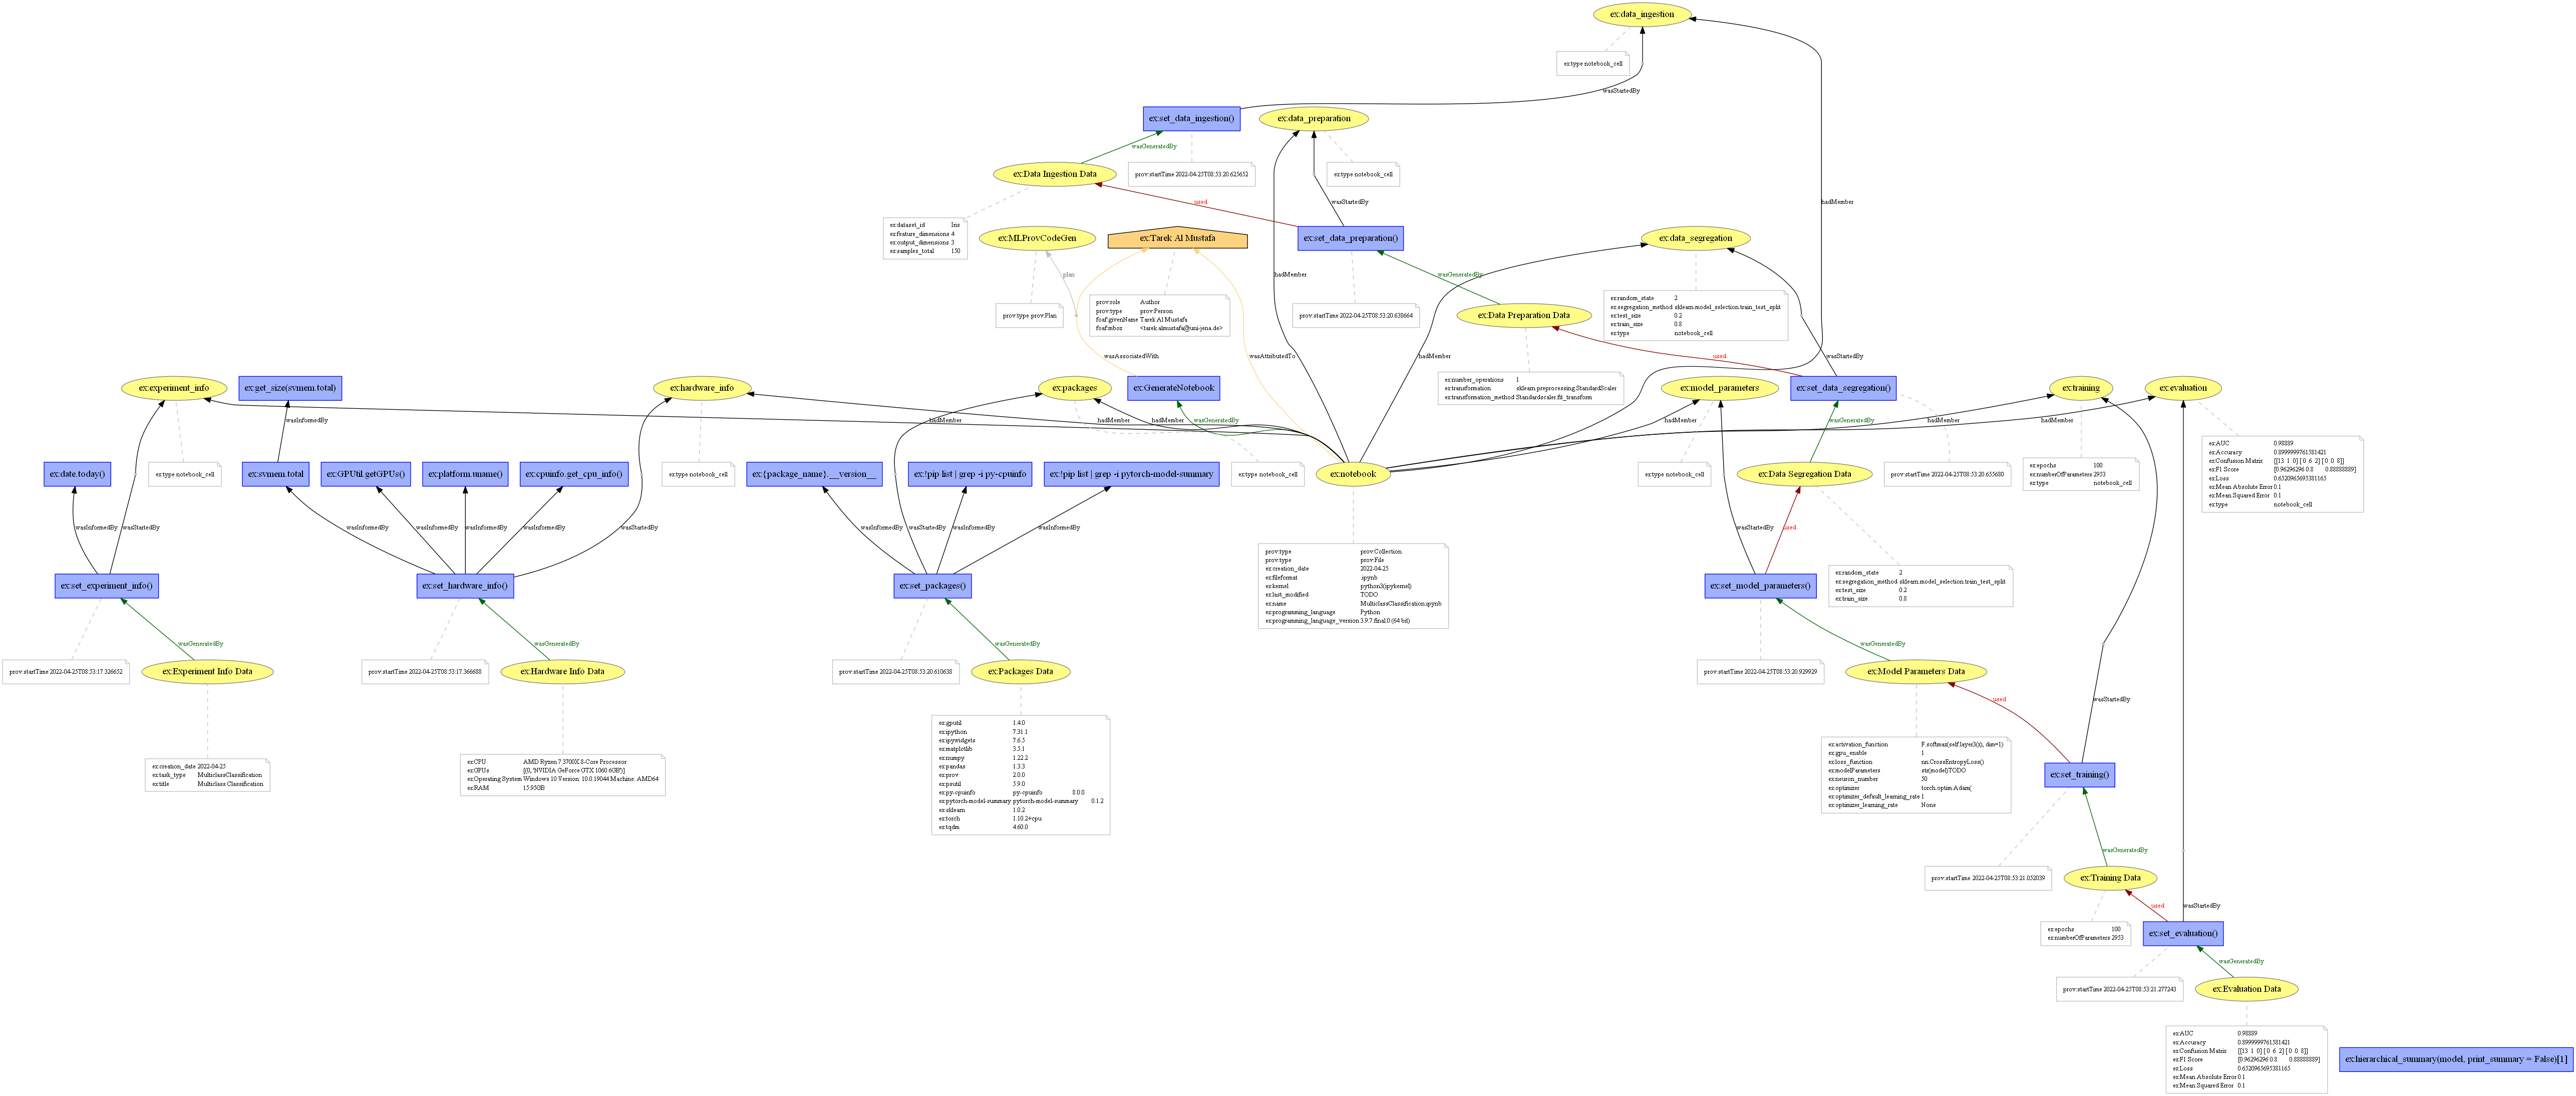 ex:data_ingestion
ex:type notebook_cell
wasStartedBy
ex:set_data_ingestion()
ex:data_preparation
wasGeneratedBy
ex:Data Ingestion Data
prov:startTime 2022-04-25T08:53:20.625652
ex:type notebook_cell
used
wasStartedBy
hadMember
ex:dataset_id Iris
ex:feature_dimensions 4
ex:output_dimensions 3
ex:samples_total 150
ex:MLProvCodeGen
ex:Tarek Al Mustafa
ex:set_data_preparation()
ex:data_segregation
plan
hadMember
wasGeneratedBy
prov:type prov:Plan
prov:role Author
prov:type prov:Person
foaf:givenName Tarek Al Mustafa
foaf:mbox <tarek.almustafa@uni-jena.de>
prov:startTime 2022-04-25T08:53:20.638664
ex:Data Preparation Data
ex:random_state 2
ex:segregation_method sklearn.model_selection.train_test_split
ex:test_size 0.2
ex:train_size 0.8
ex:type notebook_cell
wasAssociatedWith
wasAttributedTo
hadMember
used
wasStartedBy
ex:experiment_info
ex:get_size(svmem.total)
ex:hardware_info
ex:packages
ex:GenerateNotebook
ex:number_operations 1
ex:transformation sklearn.preprocessing.StandardScaler
ex:transformation_method Standardscaler.fit_transform
ex:model_parameters
ex:set_data_segregation()
ex:training
ex:evaluation
wasInformedBy
hadMember
hadMember
hadMember
wasGeneratedBy
hadMember
wasGeneratedBy
hadMember
hadMember
ex:date.today()
ex:type notebook_cell
ex:svmem.total
ex:GPUtil.getGPUs()
ex:platform.uname()
ex:cpuinfo.get_cpu_info()
ex:type notebook_cell
ex:{package_name}.__version__
ex:!pip list | grep -i py-cpuinfo
ex:!pip list | grep -i pytorch-model-summary
ex:type notebook_cell
ex:notebook
ex:type notebook_cell
ex:Data Segregation Data
prov:startTime 2022-04-25T08:53:20.655680
ex:epochs 100
ex:numberOfParameters 2953
ex:type notebook_cell
ex:AUC 0.98889
ex:Accuracy 0.8999999761581421
ex:Confusion Matrix [[13 1 0] [ 0 6 2] [ 0 0 8]]
ex:F1 Score [0.96296296 0.8 0.88888889]
ex:Loss 0.6520965695381165
ex:Mean Absolute Error 0.1
ex:Mean Squared Error 0.1
ex:type notebook_cell
wasInformedBy
wasStartedBy
wasInformedBy
wasInformedBy
wasInformedBy
wasInformedBy
wasStartedBy
wasInformedBy
wasStartedBy
wasInformedBy
wasInformedBy
wasStartedBy
used
ex:set_experiment_info()
ex:set_hardware_info()
ex:set_packages()
prov:type prov:Collection
prov:type prov:File
ex:creation_date 2022-04-25
ex:fileformat .ipynb
ex:kernel python3(ipykernel)
ex:last_modified TODO
ex:name MulticlassClassification.ipynb
ex:programming_language Python
ex:programming_language_version 3.9.7.final.0 (64 bit)
ex:set_model_parameters()
ex:random_state 2
ex:segregation_method sklearn.model_selection.train_test_split
ex:test_size 0.2
ex:train_size 0.8
wasGeneratedBy
wasGeneratedBy
wasGeneratedBy
wasGeneratedBy
prov:startTime 2022-04-25T08:53:17.326652
ex:Experiment Info Data
prov:startTime 2022-04-25T08:53:17.366688
ex:Hardware Info Data
prov:startTime 2022-04-25T08:53:20.610638
ex:Packages Data
prov:startTime 2022-04-25T08:53:20.929929
ex:Model Parameters Data
used
wasStartedBy
ex:creation_date 2022-04-25
ex:task_type MulticlassClassification
ex:title Multiclass Classification
ex:CPU AMD Ryzen 7 3700X 8-Core Processor
ex:GPUs [(0, 'NVIDIA GeForce GTX 1060 6GB')]
ex:Operating System Windows 10 Version: 10.0.19044 Machine: AMD64
ex:RAM 15.95GB
ex:gputil 1.4.0
ex:ipython 7.31.1
ex:ipywidgets 7.6.5
ex:matplotlib 3.5.1
ex:numpy 1.22.2
ex:pandas 1.3.3
ex:prov 2.0.0
ex:psutil 5.9.0
ex:py-cpuinfo py-cpuinfo 8.0.0
ex:pytorch-model-summary pytorch-model-summary 0.1.2
ex:sklearn 1.0.2
ex:torch 1.10.2+cpu
ex:tqdm 4.60.0
ex:activation_function F.softmax(self.layer3(x), dim=1)
ex:gpu_enable 1
ex:loss_function nn.CrossEntropyLoss()
ex:modelParameters str(model)TODO
ex:neuron_number 50
ex:optimizer torch.optim.Adam(
ex:optimizer_default_learning_rate 1
ex:optimizer_learning_rate None
ex:set_training()
wasGeneratedBy
prov:startTime 2022-04-25T08:53:21.052039
ex:Training Data
used
wasStartedBy
ex:epochs 100
ex:numberOfParameters 2953
ex:set_evaluation()
wasGeneratedBy
prov:startTime 2022-04-25T08:53:21.277243
ex:Evaluation Data
ex:AUC 0.98889
ex:Accuracy 0.8999999761581421
ex:Confusion Matrix [[13 1 0] [ 0 6 2] [ 0 0 8]]
ex:F1 Score [0.96296296 0.8 0.88888889]
ex:Loss 0.6520965695381165
ex:Mean Absolute Error 0.1
ex:Mean Squared Error 0.1
ex:hierarchical_summary(model, print_summary = False)[1]